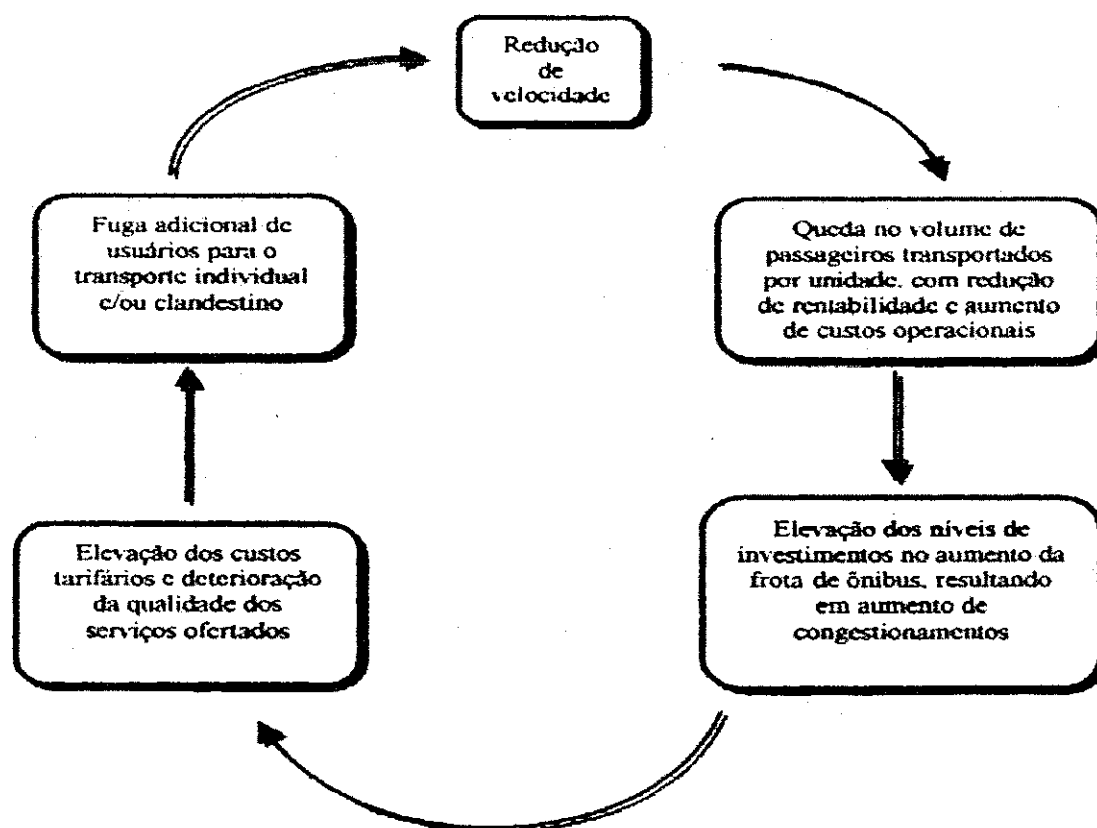 Redução
de
velocidade
Queda no volume de
passageiros transportados
por unidade, com redução
de rentabilidade e aumento
de custos operacionais
Elevação dos níveis de
investimentos no aumento da
frota de ônibus, resultando
em aumento de
congestionamentos
Elevação dos custos
tarifários e deterioração
da qualidade dos
serviços ofertados
Fuga adicional de
usuários para o
transporte individual
e/ou clandestino